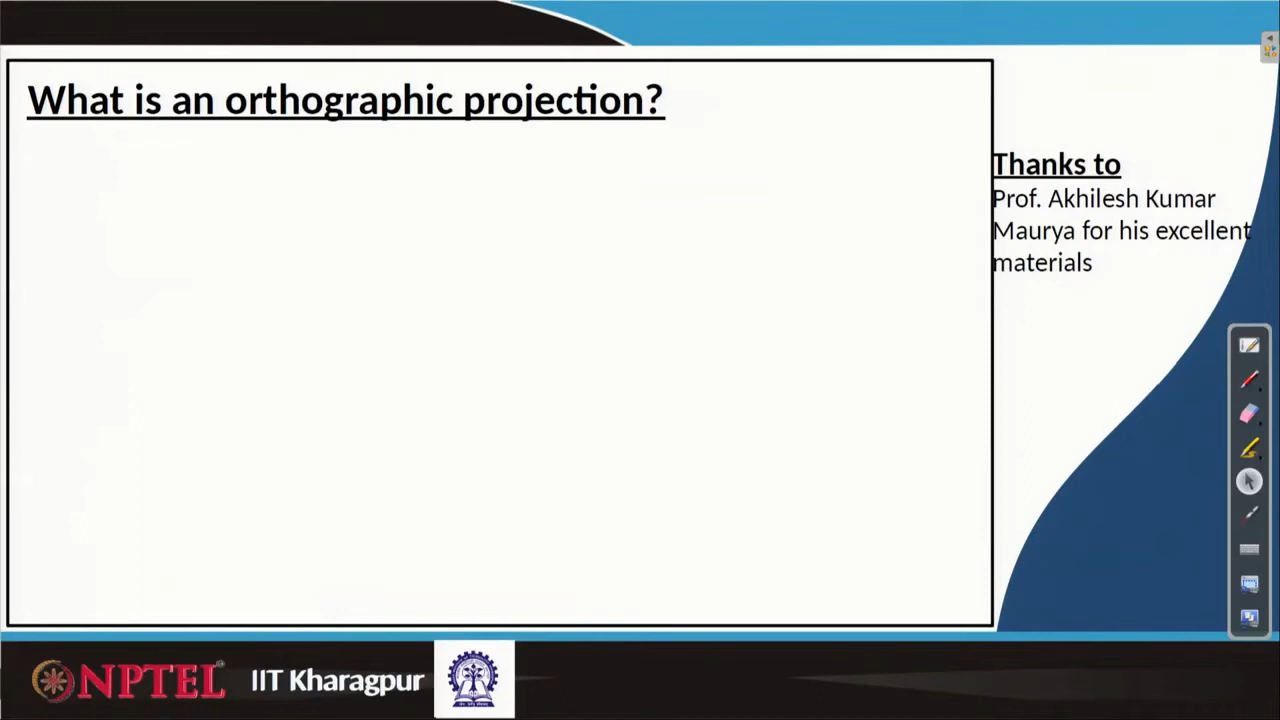 What is an orthographic projection?
Thanks to
Prof. Akhilesh Kumar
Maurya for his excellent
materials
NPTEL
IIT Kharagpur